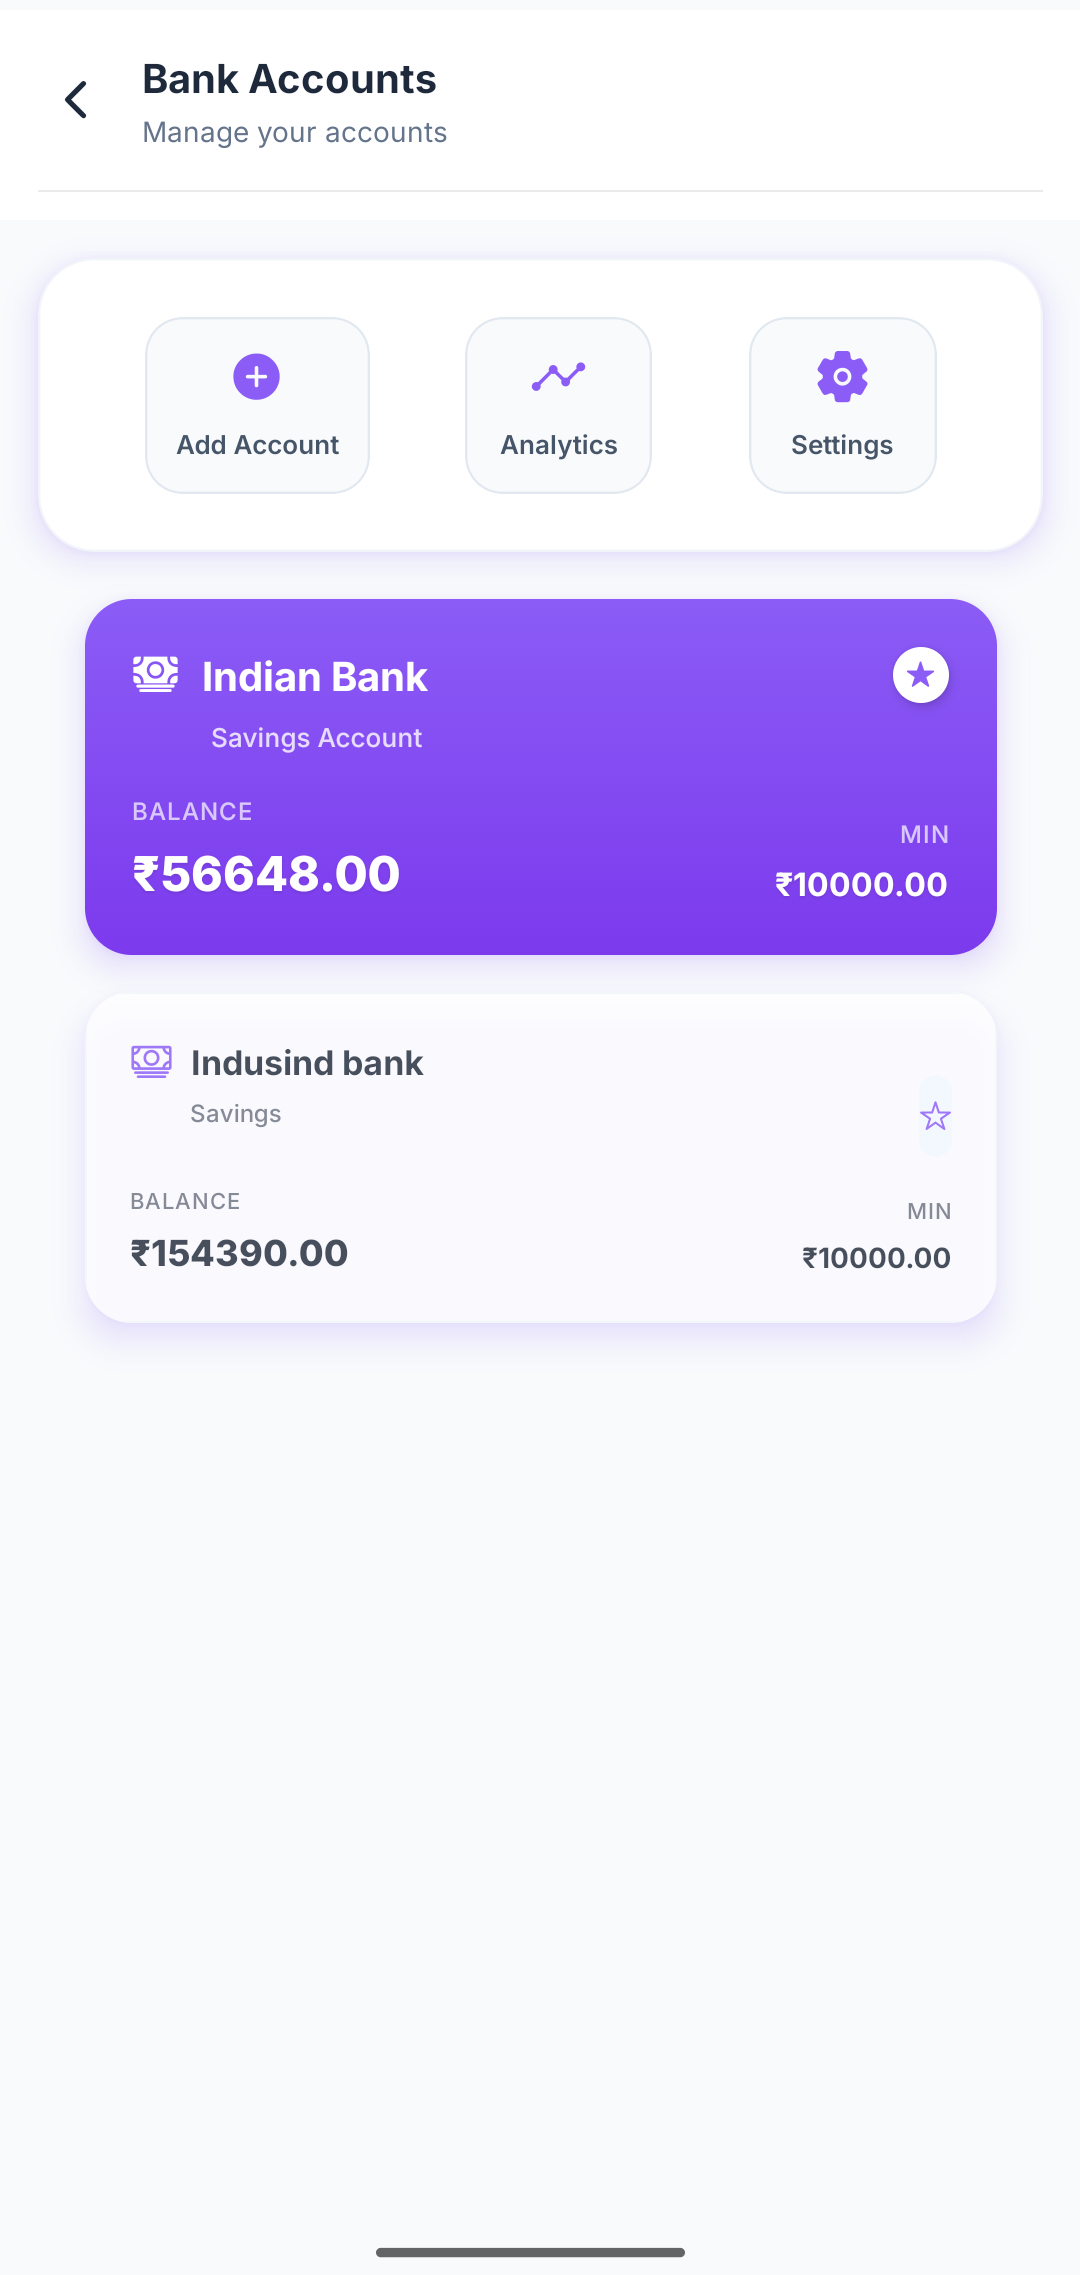 Bank Accounts
Manage your accounts
Add Account
Analytics
Settings
Indian Bank
Savings Account
BALANCE
₹56648.00
MIN
₹10000.00
Indusind bank
Savings
BALANCE
₹154390.00
MIN
₹10000.00